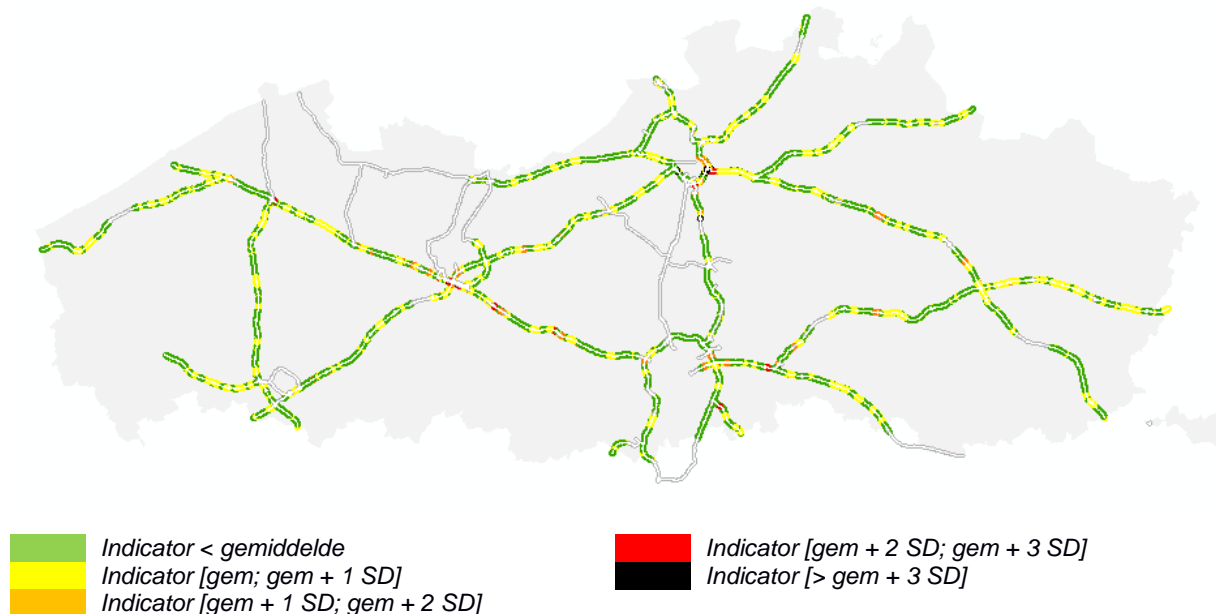 Indicator < gemiddelde
Indicator [gem; gem + 1 SD]
Indicator [gem + 1 SD; gem + 2 SD]
Indicator [gem + 2 SD; gem + 3 SD]
Indicator [> gem + 3 SD]